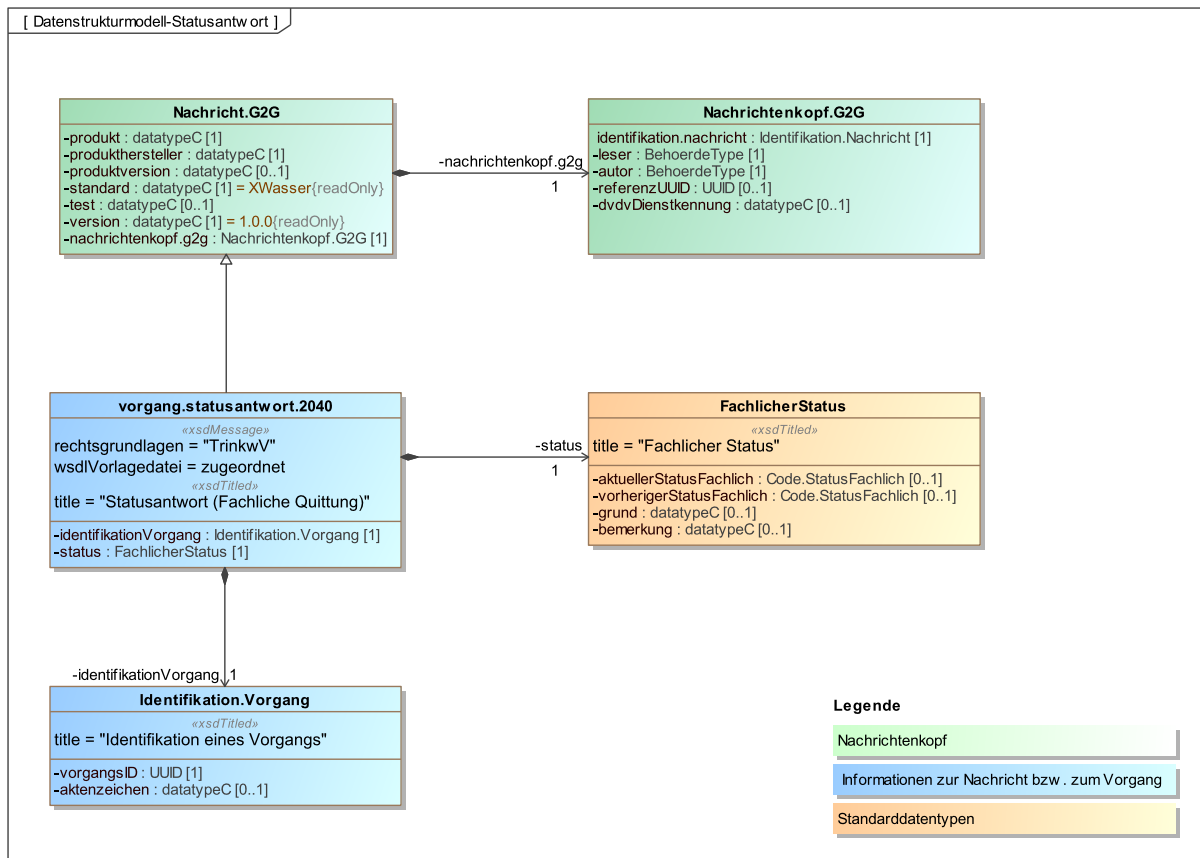 [ Datenstrukturmodell-Statusantwort ]
Nachricht.G2G
-produkt : datatypeC [1]
-produkthersteller : datatypeC [1]
-produktversion : datatypeC [0..1]
-standard : datatypeC [1] = XWasser{readOnly}
-test : datatypeC [0..1]
-version : datatypeC [1] = 1.0.0{readOnly}
-nachrichtenkopf.g2g : Nachrichtenkopf.G2G [1]
-nachrichtenkopf.g2g
1
Nachrichtenkopf.G2G
identifikation.nachricht : Identifikation.Nachricht [1]
-leser : BehoerdeType [1]
-autor : BehoerdeType [1]
-referenzUUID : UUID [0..1]
-dvdvDienstkennung : datatypeC [0..1]
vorgang.statusantwort.2040
«xsdMessage»
rechtsgrundlagen = "TrinkwV"
wsdlVorlagedatei = zugeordnet
«xsdTitled»
title = "Statusantwort (Fachliche Quittung)"
-identifikationVorgang : Identifikation.Vorgang [1]
-status : FachlicherStatus [1]
-status
1
FachlicherStatus
«xsdTitled»
title = "Fachlicher Status"
-aktuellerStatusFachlich : Code.StatusFachlich [0..1]
-vorherigerStatusFachlich : Code.StatusFachlich [0..1]
-grund : datatypeC [0..1]
-bemerkung : datatypeC [0..1]
-identifikationVorgang 1
Identifikation.Vorgang
«xsdTitled»
title = "Identifikation eines Vorgangs"
-vorgangsID : UUID [1]
-aktenzeichen : datatypeC [0..1]
Legende
Nachrichtenkopf
Informationen zur Nachricht bzw. zum Vorgang
Standarddatentypen